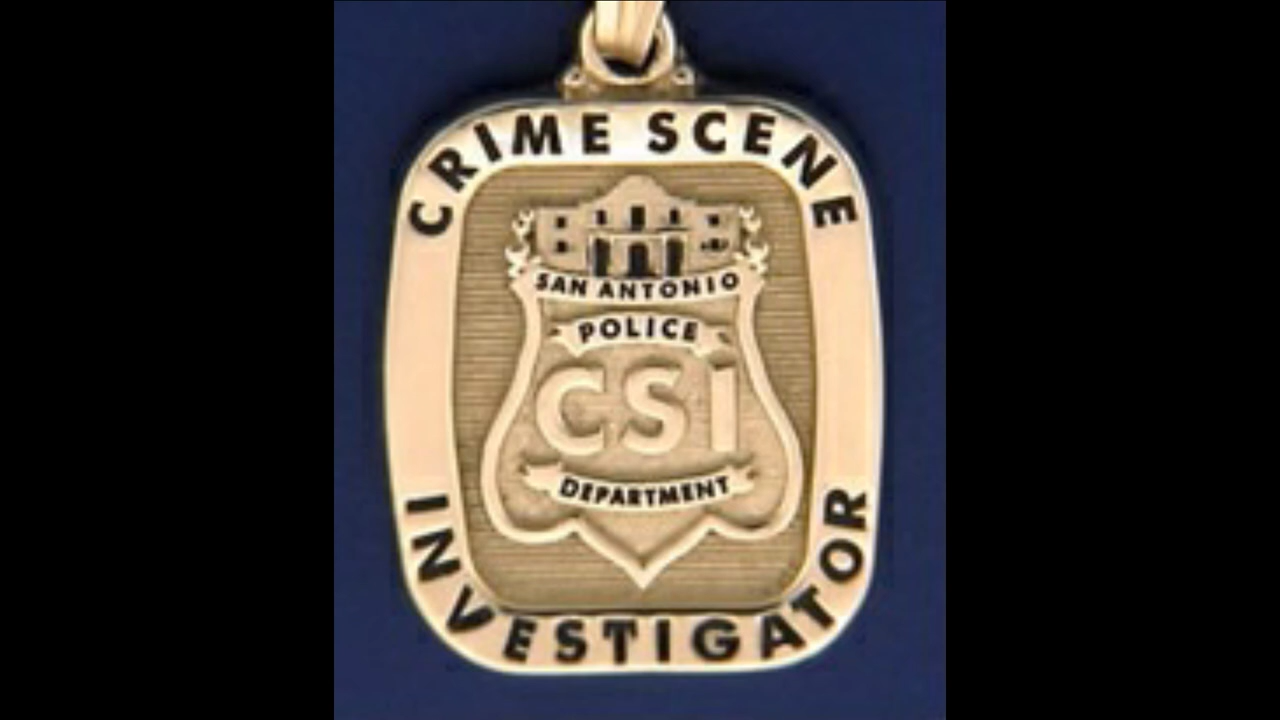 CRIME SCENE
SAN ANTONIO
POLICE
CSI
DEPARTMENT
INVESTIGATOR